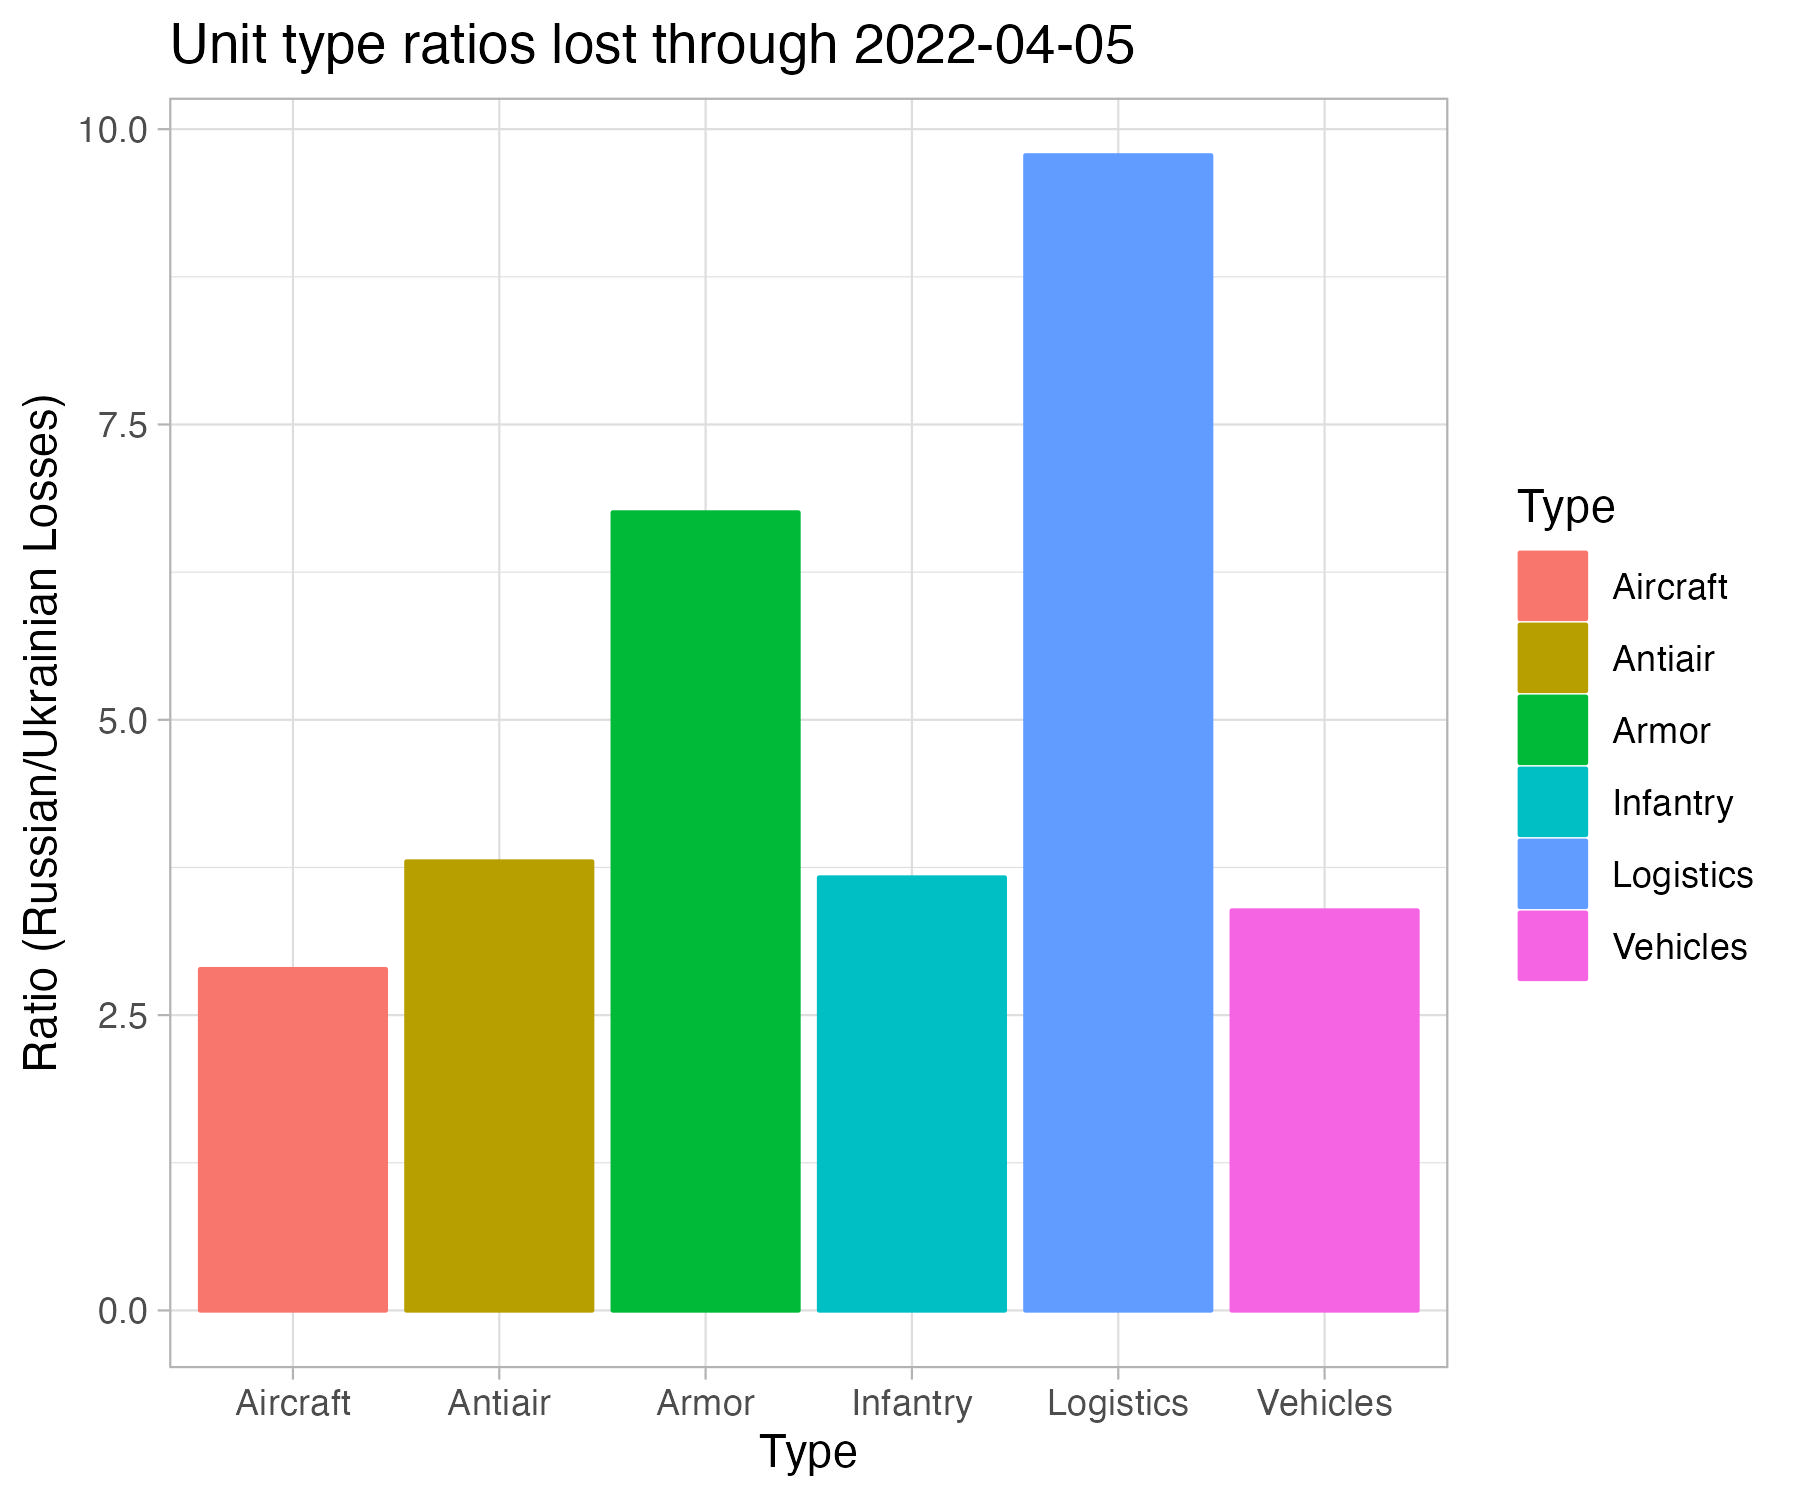 Unit type ratios lost through 2022-04-05
Ratio (Russian/Ukrainian Losses)
10.0
7.5
5.0
2.5
0.0
Aircraft
Antiair
Armor
Infantry
Logistics
Vehicles
Type
Type
Aircraft
Antiair
Armor
Infantry
Logistics
Vehicles